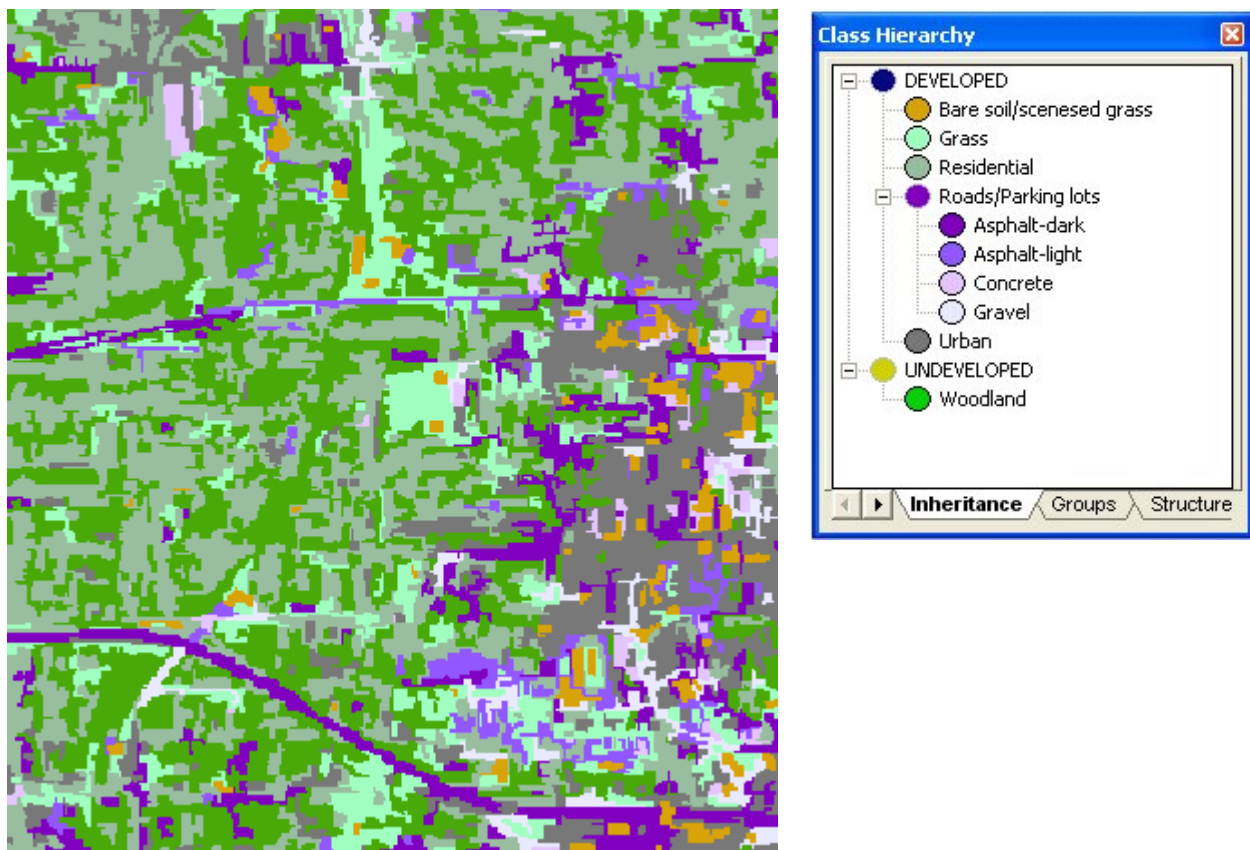 Class Hierarchy
DEVELOPED
Bare soil/scenesed grass
Grass
Residential
Roads/Parking lots
Asphalt-dark
Asphalt-light
Concrete
Gravel
Urban
UNDEVELOPED
Woodland
Inheritance Groups Structure